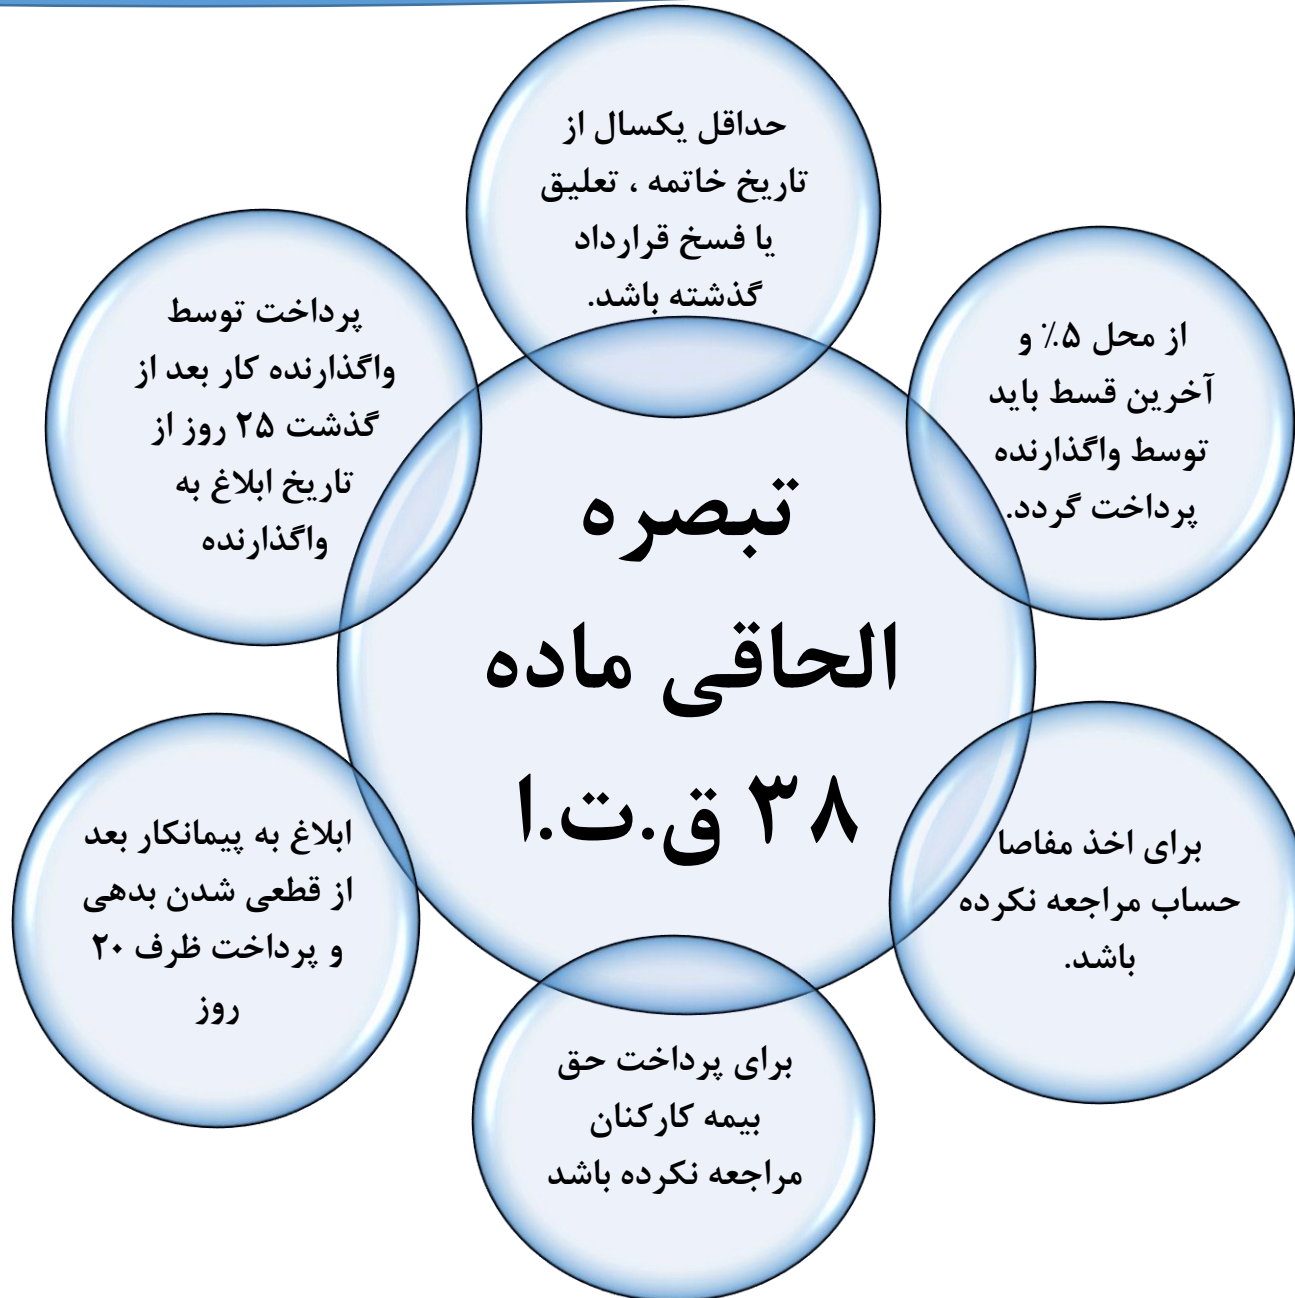 حداقل یکسال از
تاریخ خاتمه ، تعلیق
یا فسخ قرارداد
گذشته باشد.
از محل ۵٪ و
آخرین قسط باید
توسط واگذارنده
پرداخت گردد.
برای اخذ مفاصا
حساب مراجعه نکرده
باشد.
برای پرداخت حق
بیمه کارکنان
مراجعه نکرده باشد
ابلاغ به پیمانکار بعد
از قطعی شدن بدهی
و پرداخت ظرف ۲۰
روز
پرداخت توسط
واگذارنده کار بعد از
گذشت ۲۵ روز از
تاریخ ابلاغ به
واگذارنده
تبصره
الحاقی ماده
۳۸ ق.ت.ا